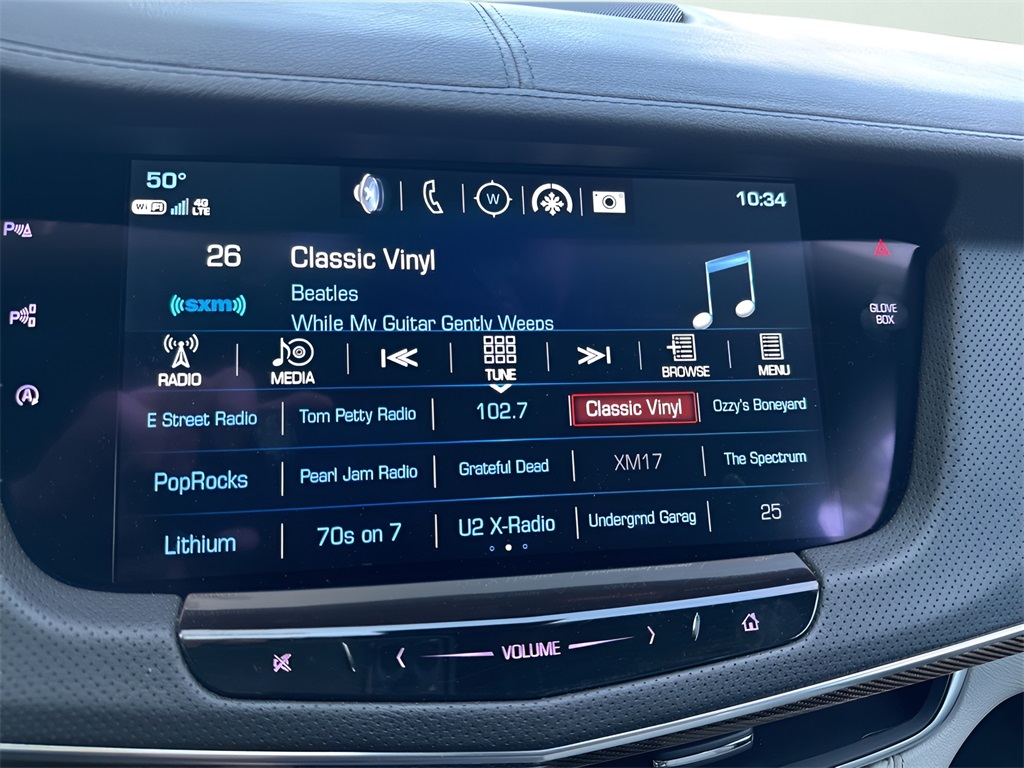 50°
WiFi 4G LTE
W
10:34
26
Classic Vinyl
((sxm))
Beatles
While My Guitar Gently Weeps
RADIO
MEDIA
TUNE
BROWSE
MENU
E Street Radio
Tom Petty Radio
102.7
Classic Vinyl
Ozzy's Boneyard
PopRocks
Pearl Jam Radio
Grateful Dead
XM17
The Spectrum
Lithium
70s on 7
U2 X-Radio
Undergrnd Garag
25
P
P
A
GLOVE
BOX
VOLUME